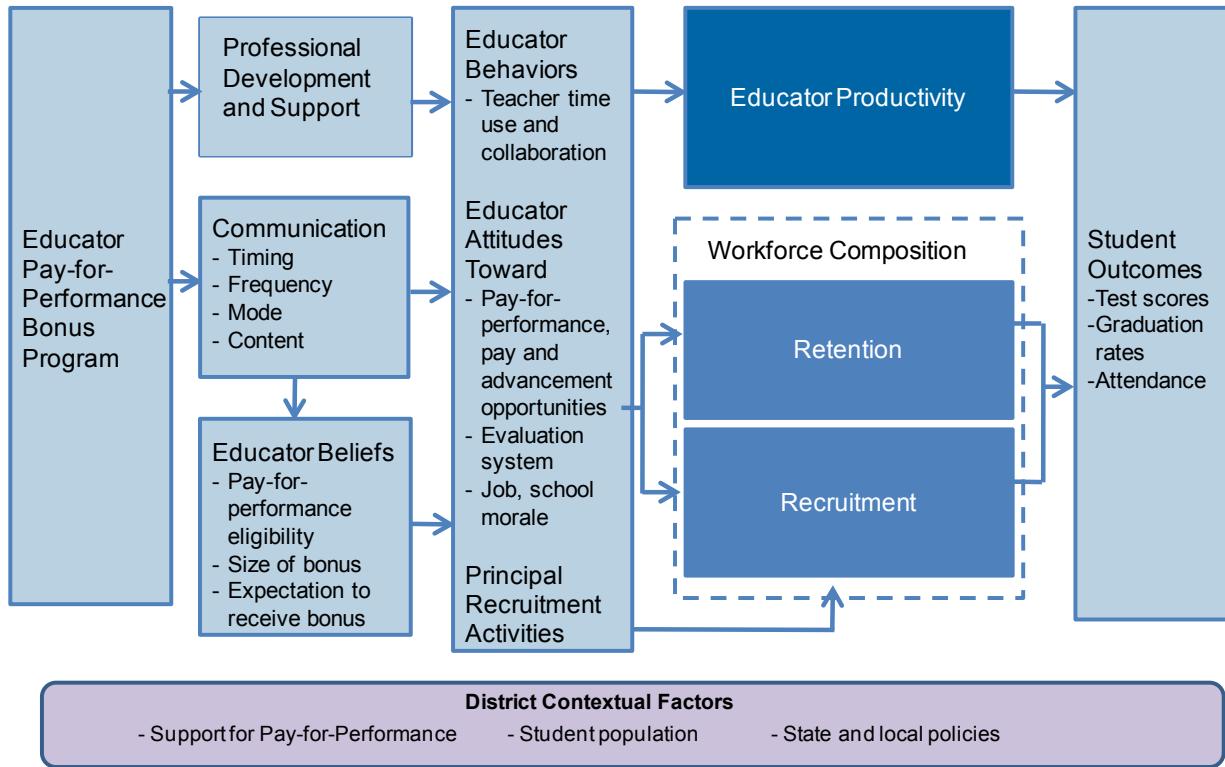 Educator
Pay-for-
Performance
Bonus
Program
Professional
Development
and Support
Communication
- Timing
- Frequency
- Mode
- Content
Educator Beliefs
- Pay-for-
performance
eligibility
- Size of bonus
- Expectation to
receive bonus
Educator
Behaviors
- Teacher time
use and
collaboration
Educator
Attitudes
Toward
- Pay-for-
performance,
pay and
advancement
opportunities
- Evaluation
system
- Job, school
morale
Principal
Recruitment
Activities
Educator Productivity
Workforce Composition
Retention
Recruitment
Student
Outcomes
-Test scores
-Graduation
rates
-Attendance
District Contextual Factors
- Support for Pay-for-Performance - Student population - State and local policies